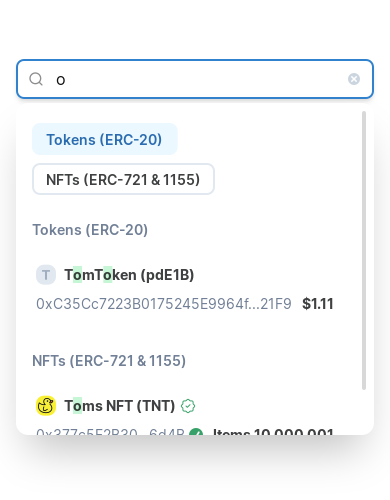 o
Tokens (ERC-20)
NFTs (ERC-721 & 1155)
Tokens (ERC-20)
T TomToken (pdE1B)
0xC35Cc7223B0175245E9964f...21F9 $1.11
NFTs (ERC-721 & 1155)
Toms NFT (TNT)
0x377c5F2B30...6d4B Items 10,000,001